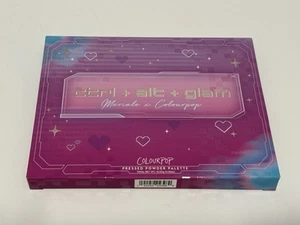 ctrl + alt + glam
Mariale x Colourpop
COLOURPOP
PRESSED POWDER PALETTE